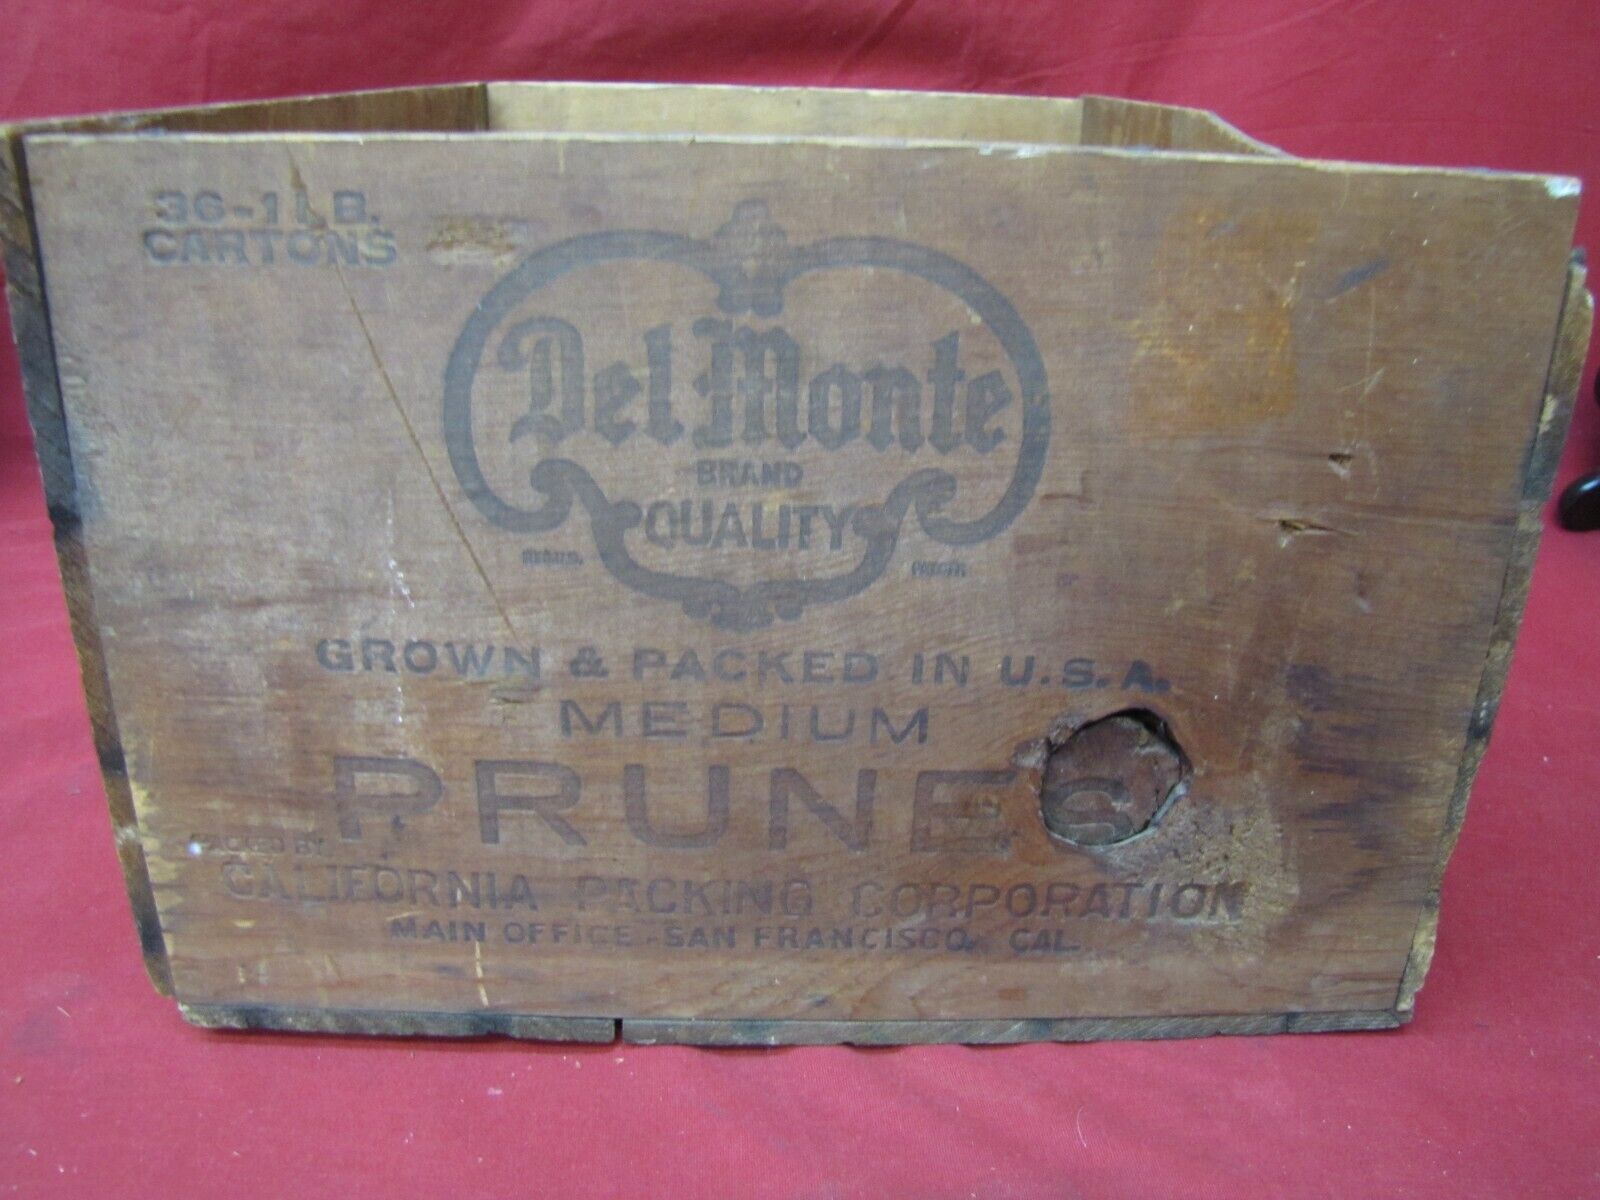 36-1 LB.
CARTONS
Del Monte
BRAND
QUALITY
GROWN & PACKED IN U.S.A.
MEDIUM
PRUNES
PACKED BY
CALIFORNIA PACKING CORPORATION
MAIN OFFICE - SAN FRANCISCO, CAL.